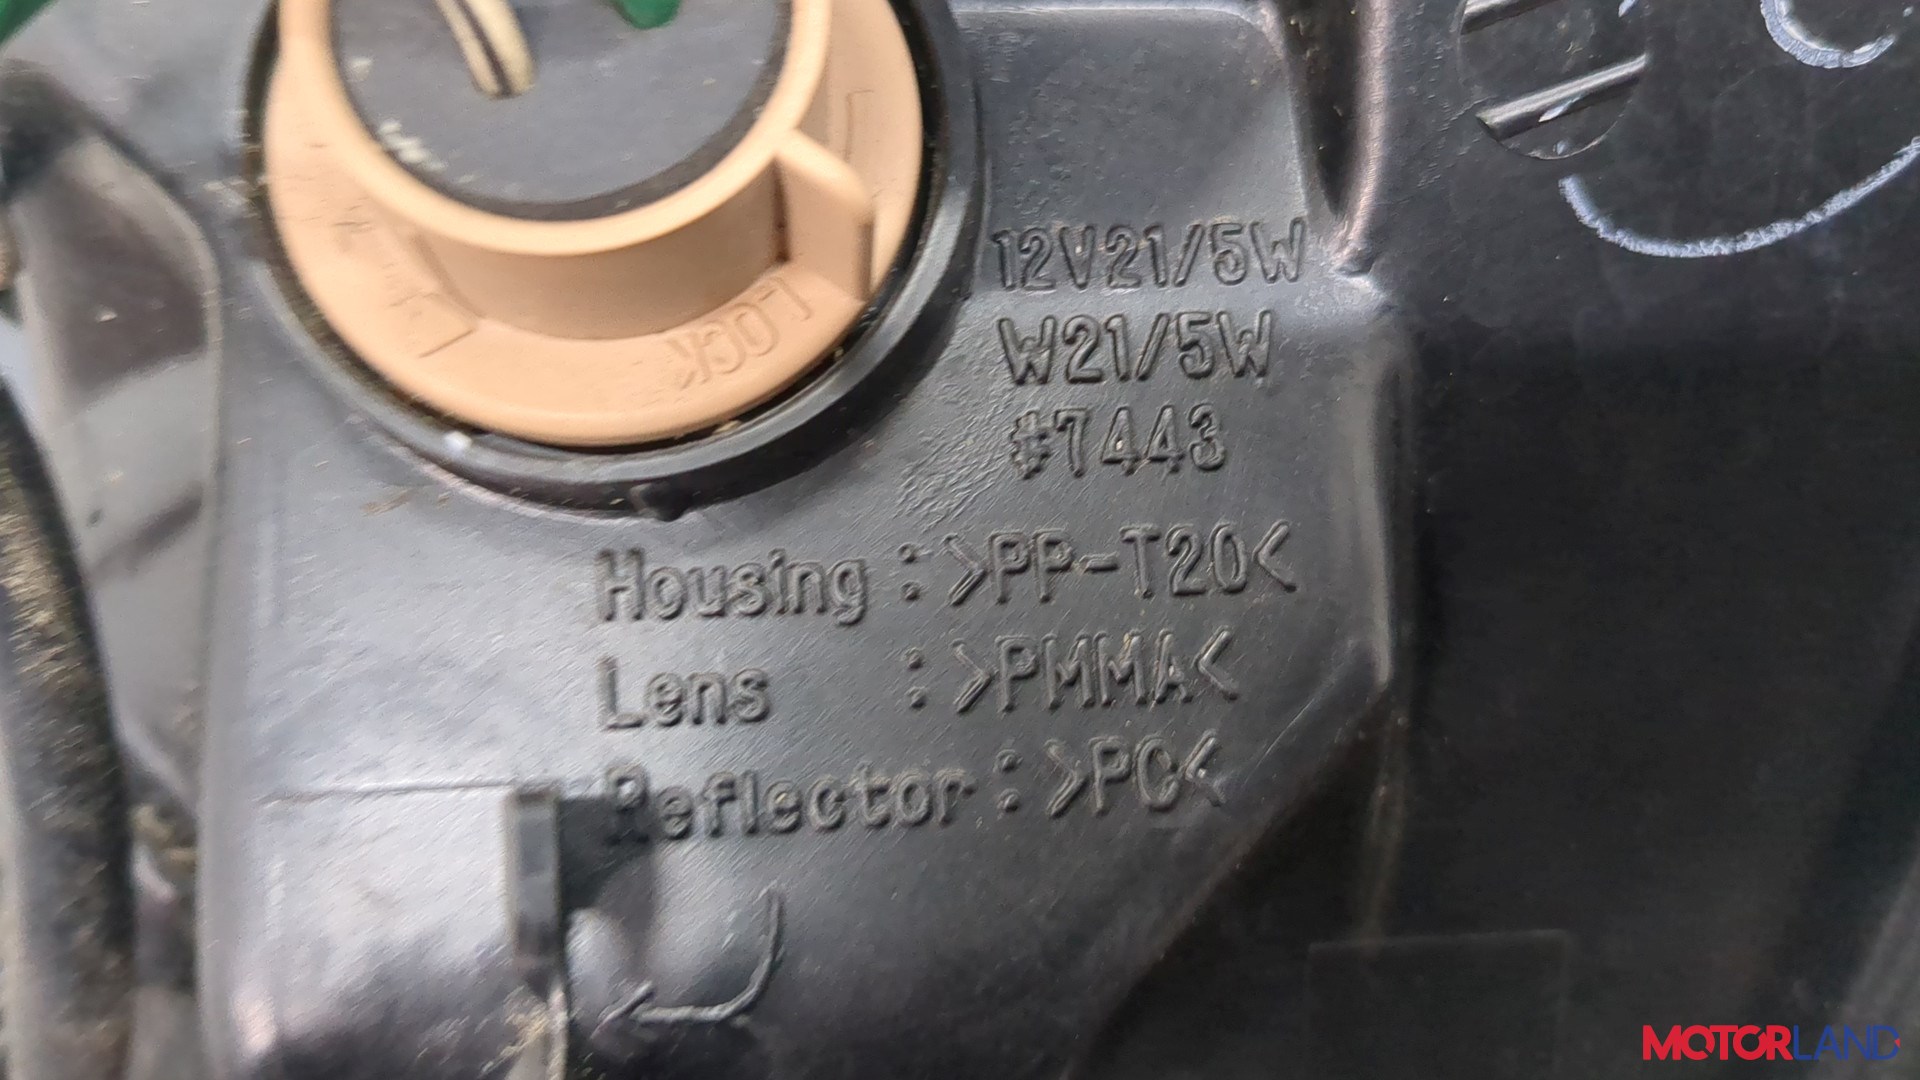 12V21/5W
W21/5W
#7443
LOCK
Housing : >PP-T20<
Lens : >PMMA<
Reflector : >PC<
MOTORLAND